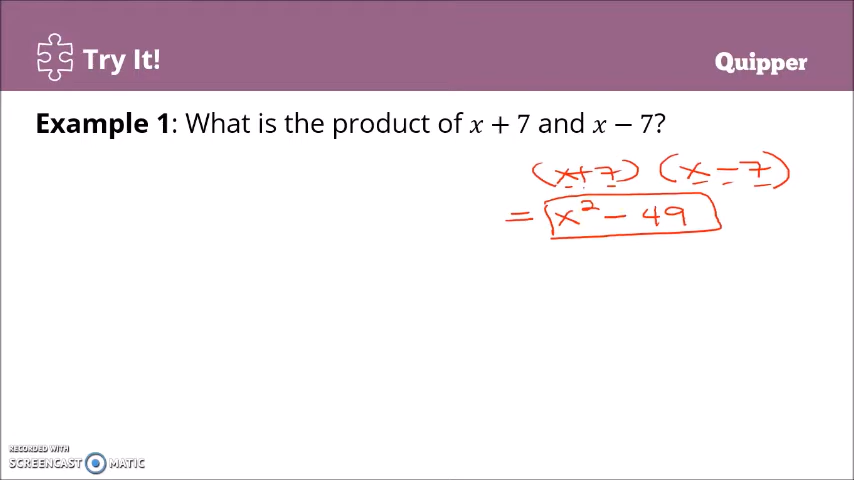 Try It!
Quipper
Example 1: What is the product of x + 7 and x − 7?
(x+7) (x − 7)
= x² − 49
RECORDED WITH
SCREENCAST MATIC